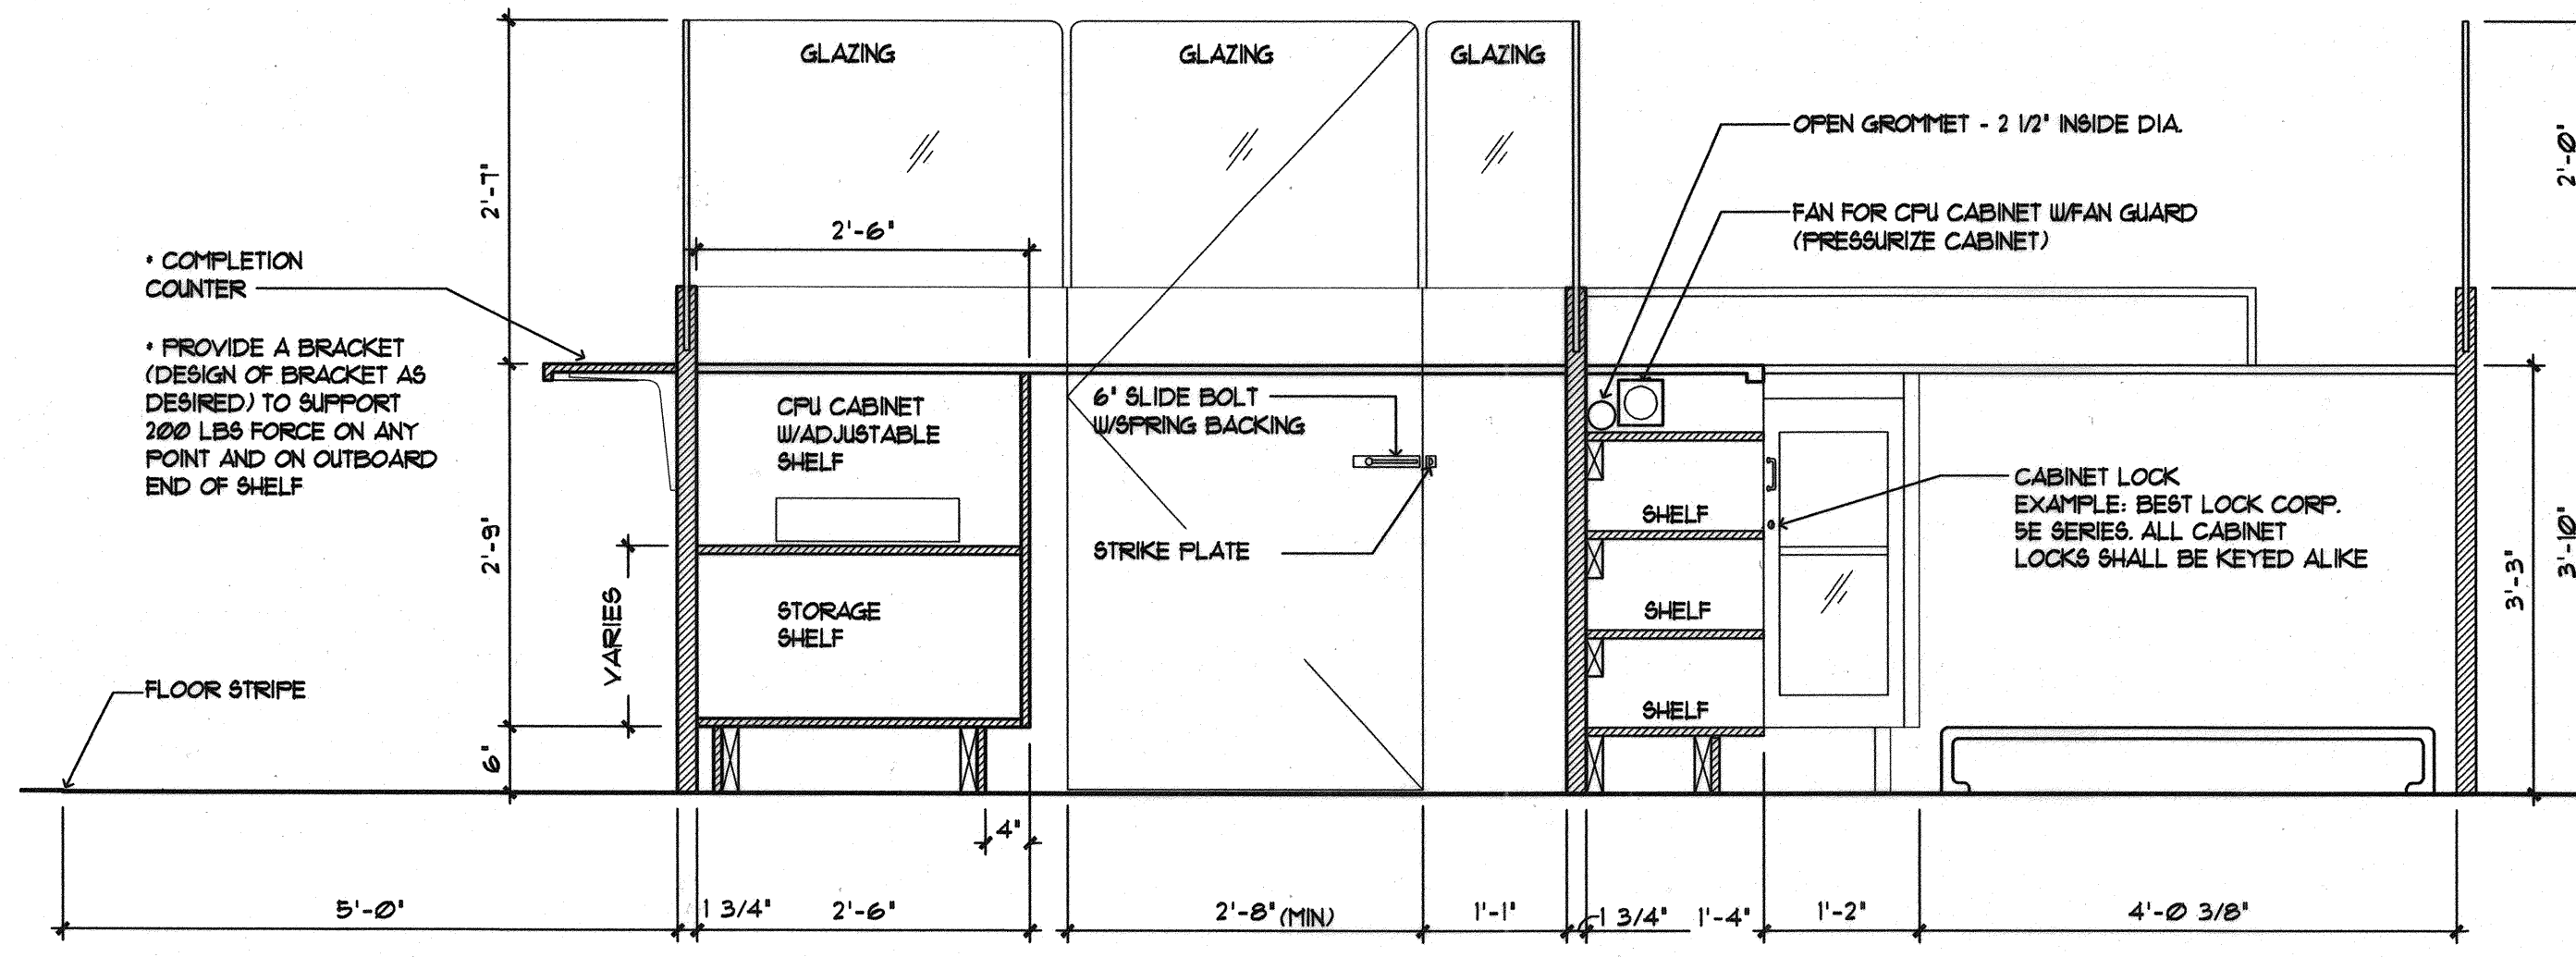 GLAZING
GLAZING
GLAZING
OPEN GROMMET - 2 1/2" INSIDE DIA.
2'-0"
2'-7"
FAN FOR CPU CABINET W/FAN GUARD
(PRESSURIZE CABINET)
2'-6"
* COMPLETION
COUNTER
* PROVIDE A BRACKET
(DESIGN OF BRACKET AS
DESIRED) TO SUPPORT
200 LBS FORCE ON ANY
POINT AND ON OUTBOARD
END OF SHELF
CPU CABINET
W/ADJUSTABLE
SHELF
6" SLIDE BOLT
W/SPRING BACKING
STRIKE PLATE
SHELF
CABINET LOCK
EXAMPLE: BEST LOCK CORP.
5E SERIES. ALL CABINET
LOCKS SHALL BE KEYED ALIKE
2'-9"
3'-3"
3'-10"
VARIES
STORAGE
SHELF
SHELF
SHELF
FLOOR STRIPE
6"
4"
5'-0"
1 3/4"
2'-6"
2'-8" (MIN)
1'-1"
1 3/4"
1'-4"
1'-2"
4'-0 3/8"